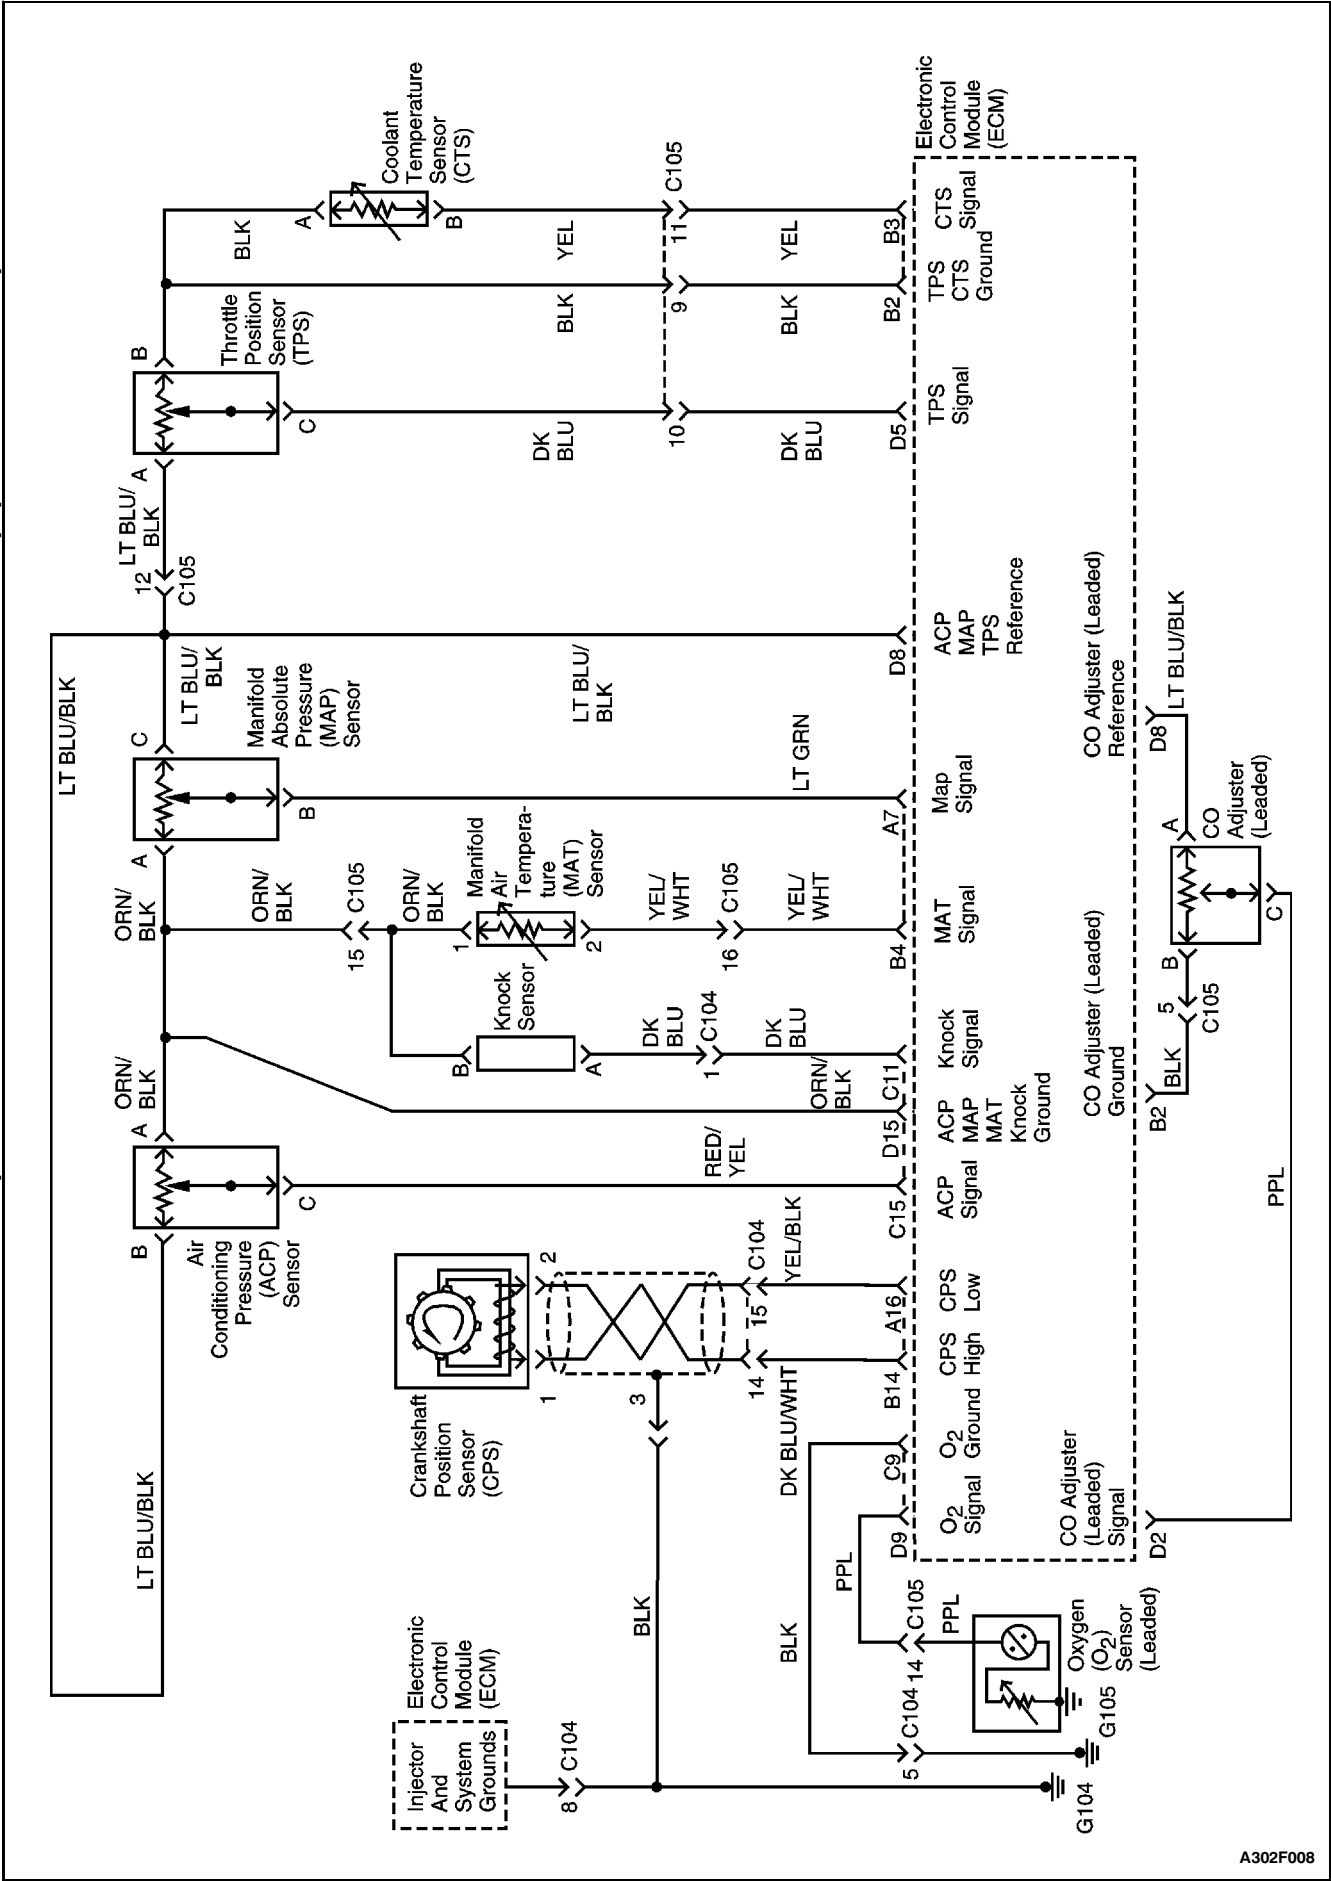 LT BLU/BLK
LT BLU/BLK
B
Air
Conditioning
Pressure
(ACP)
Sensor
C
A
ORN/
BLK
ORN/
BLK
A
C
B
Manifold
Absolute
Pressure
(MAP)
Sensor
LT BLU/
BLK
12
C105
LT BLU/
BLK
A
B
C
Throttle
Position
Sensor
(TPS)
BLK
A
B
Coolant
Temperature
Sensor
(CTS)
ORN/
BLK
15
C105
ORN/
BLK
1
2
Manifold
Air
Tempera-
ture
(MAT)
Sensor
Knock
Sensor
B
A
Crankshaft
Position
Sensor
(CPS)
1
2
3
Electronic
Control
Module
(ECM)
Injector
And
System
Grounds
8
C104
BLK
DK
BLU
BLK
YEL
10
9
11
C105
DK
BLU
BLK
YEL
LT BLU/
BLK
LT GRN
YEL/
WHT
16
C105
YEL/
WHT
DK
BLU
1
C104
DK
BLU
ORN/
BLK
RED/
YEL
14
15
C104
YEL/BLK
DK BLU/WHT
BLK
PPL
D9
C9
B14
A16
C15
D15
C11
B4
A7
D8
D5
B2
B3
Electronic
Control
Module
(ECM)
O2
Signal
O2
Ground
CPS
High
CPS
Low
ACP
Signal
ACP
MAP
MAT
Knock
Ground
Knock
Signal
MAT
Signal
Map
Signal
ACP
MAP
TPS
Reference
TPS
Signal
TPS
CTS
Ground
CTS
Signal
5
C104
14
C105
PPL
Oxygen
(O2)
Sensor
(Leaded)
G104
G105
CO Adjuster
(Leaded)
Signal
CO Adjuster (Leaded)
Ground
CO Adjuster (Leaded)
Reference
D2
B2
D8
BLK
LT BLU/BLK
5
C105
B
A
C
CO
Adjuster
(Leaded)
PPL
A302F008